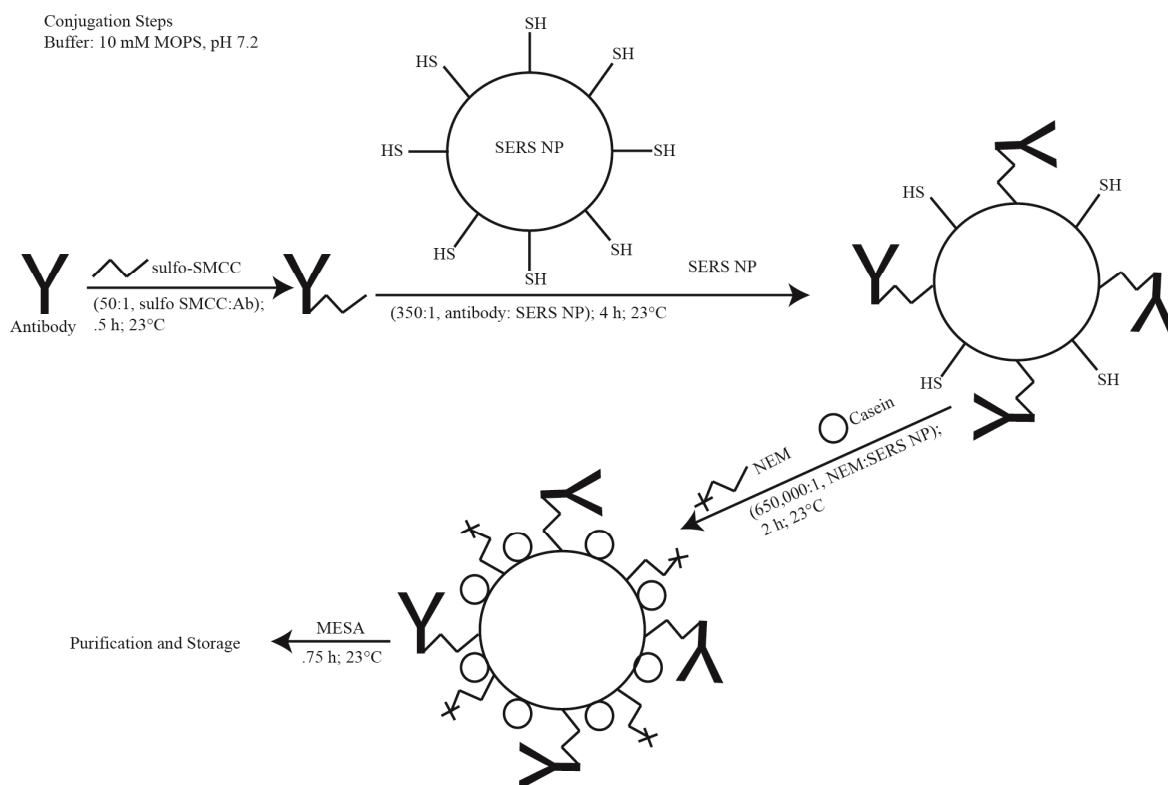 Conjugation Steps
Buffer: 10 mM MOPS, pH 7.2
SH
HS
SH
HS
SERS NP
SH
HS
SH
SH
Antibody
sulfo-SMCC
(50:1, sulfo SMCC:Ab);
.5 h; 23°C
SERS NP
(350:1, antibody: SERS NP); 4 h; 23°C
HS
SH
HS
SH
Casein
NEM
(650,000:1, NEM:SERS NP);
2 h; 23°C
MESA
.75 h; 23°C
Purification and Storage